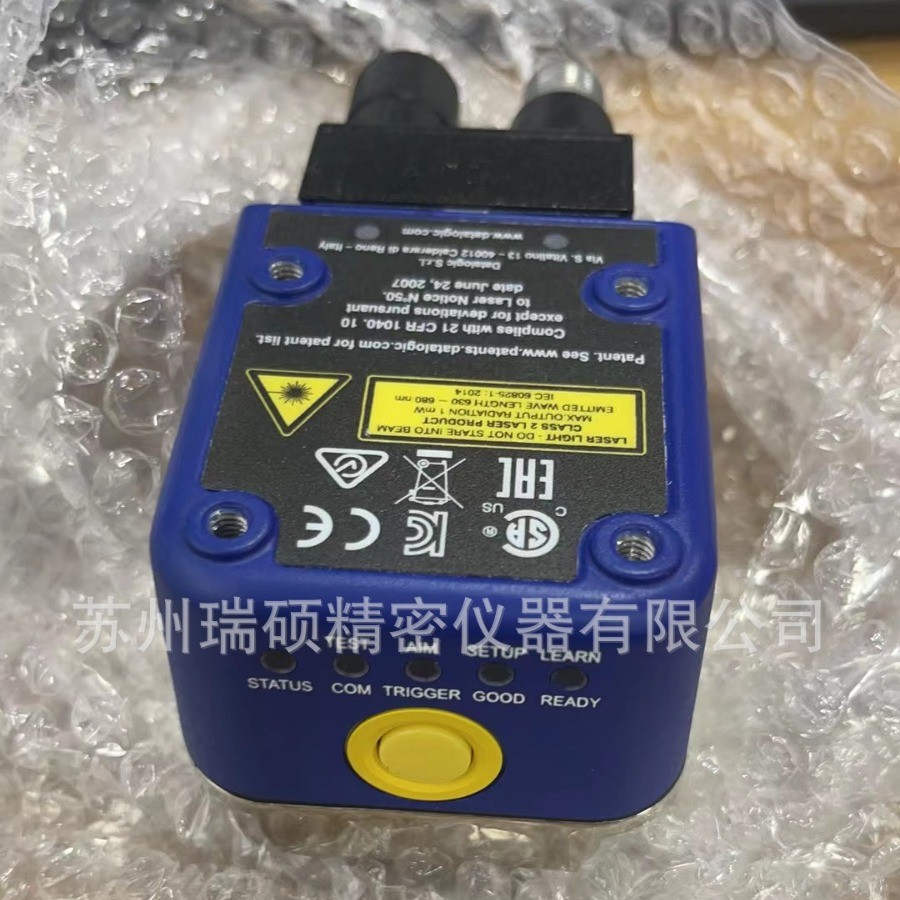 Patent. See www.patents.datalogic.com for patent list.
Complies with 21 CFR 1040.10
except for deviations pursuant
to Laser Notice N°50,
date June 24, 2007
Datalogic S.r.l.
Via S. Vitalino 13 - 40012 Calderara di Reno - Italy
www.datalogic.com
LASER LIGHT - DO NOT STARE INTO BEAM
CLASS 2 LASER PRODUCT
MAX. OUTPUT RADIATION 1 mW
EMITTED WAVE LENGTH 630 – 680 nm
IEC 60825-1 : 2014
EAC
C US
CE
苏州瑞硕精密仪器有限公司
TEST AIM SETUP LEARN
STATUS COM TRIGGER GOOD READY